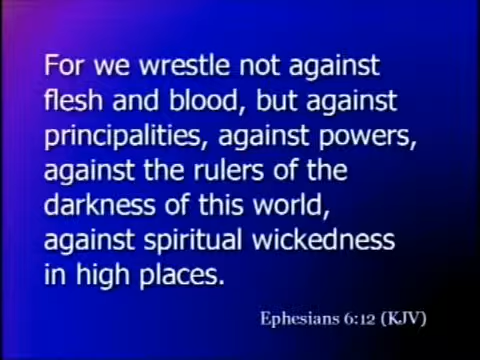 For we wrestle not against
flesh and blood, but against
principalities, against powers,
against the rulers of the
darkness of this world,
against spiritual wickedness
in high places.
Ephesians 6:12 (KJV)